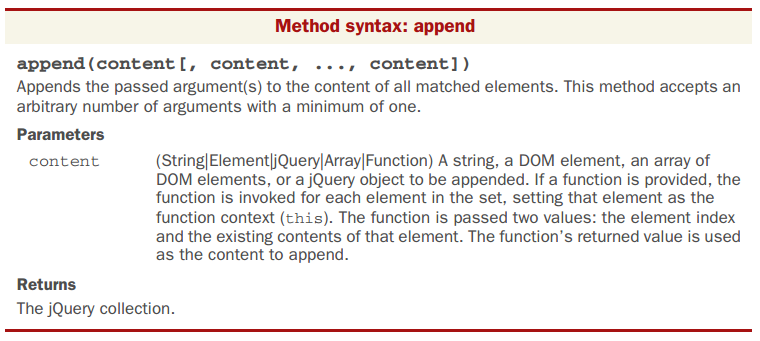 Method syntax: append
append(content[, content, ..., content])
Appends the passed argument(s) to the content of all matched elements. This method accepts an
arbitrary number of arguments with a minimum of one.
Parameters
content (String|Element|jQuery|Array|Function) A string, a DOM element, an array of
DOM elements, or a jQuery object to be appended. If a function is provided, the
function is invoked for each element in the set, setting that element as the
function context (this). The function is passed two values: the element index
and the existing contents of that element. The function’s returned value is used
as the content to append.
Returns
The jQuery collection.